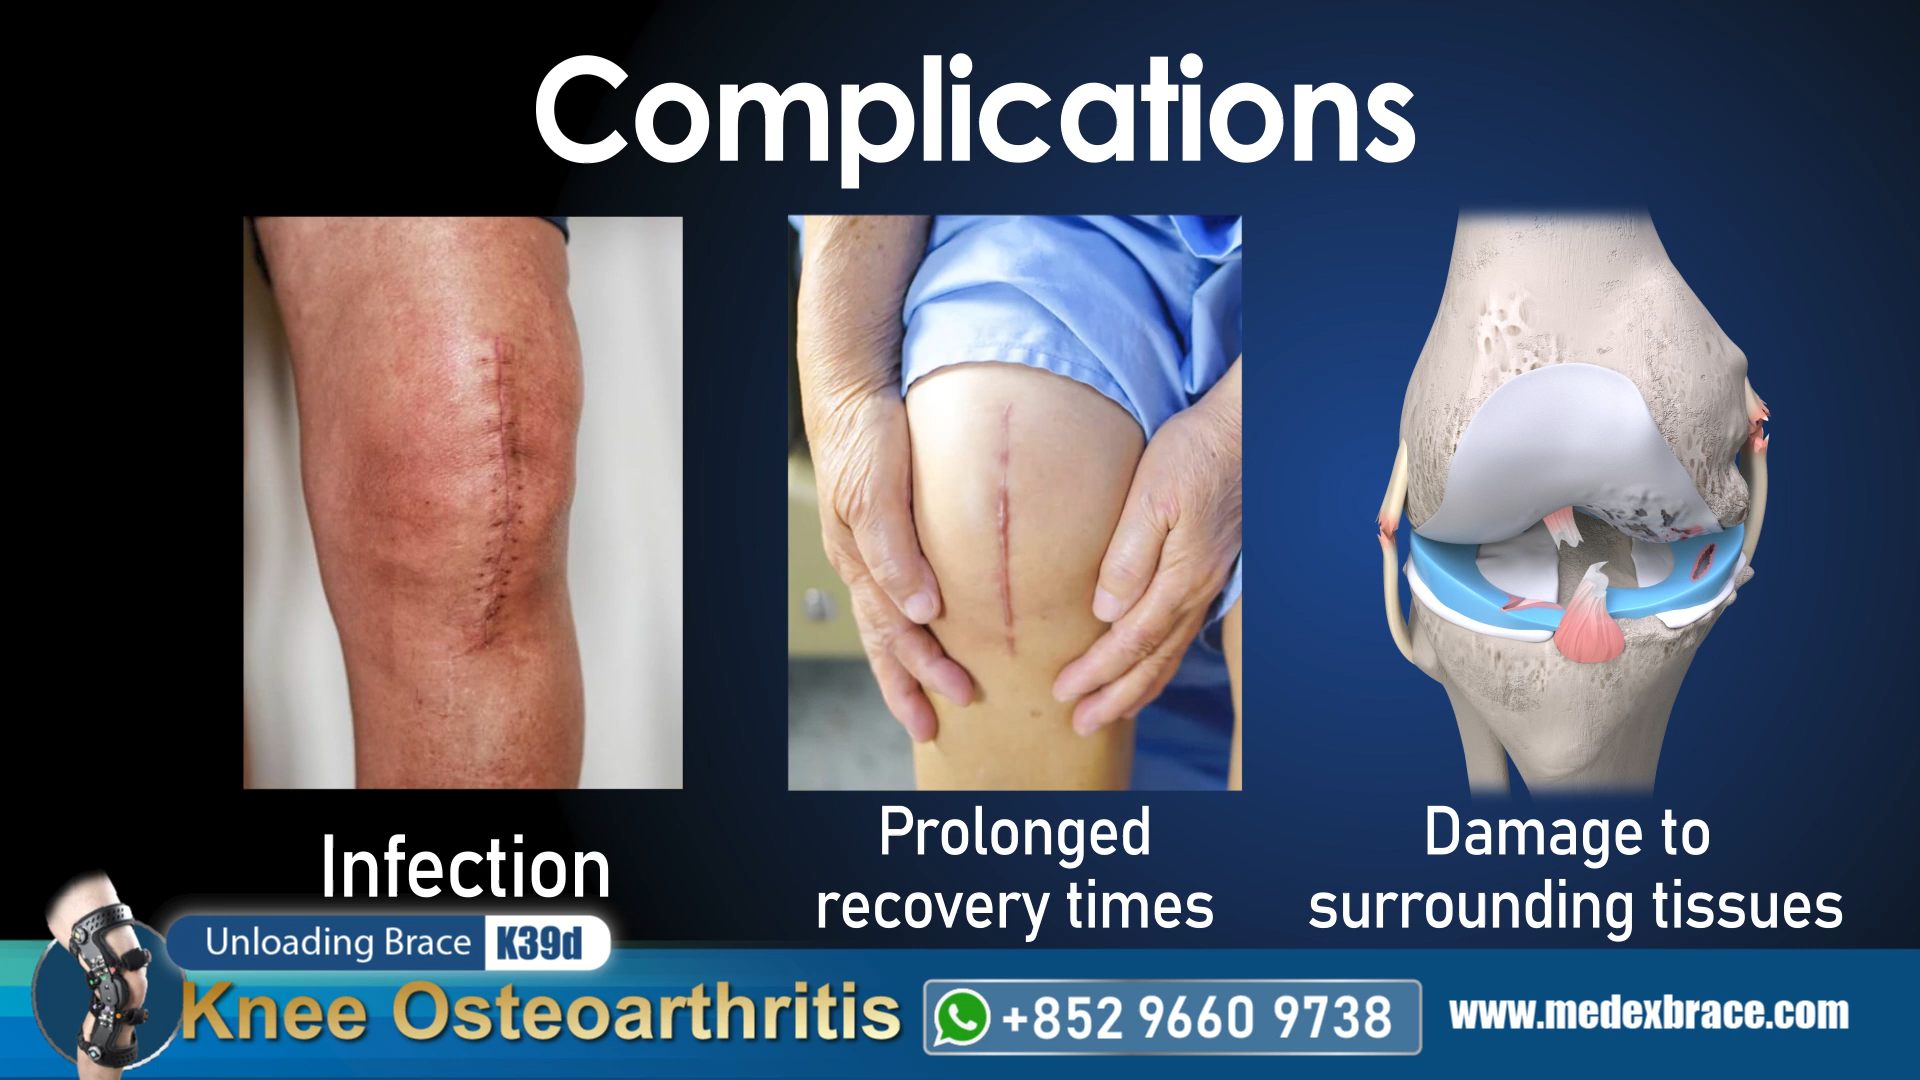 Complications
Infection
Prolonged
recovery times
Damage to
surrounding tissues
Unloading Brace K39d
Knee Osteoarthritis
+852 9660 9738
www.medexbrace.com